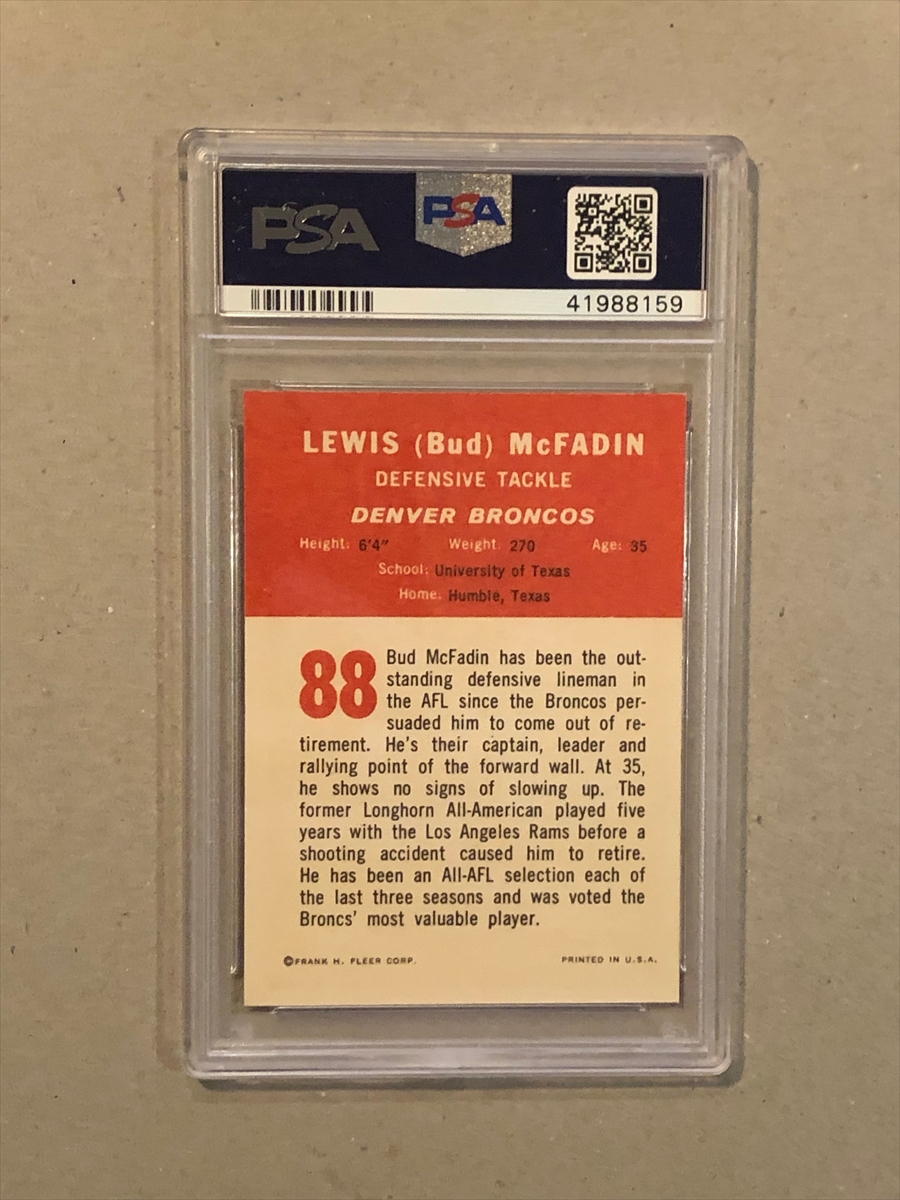 PSA PSA
41988159
LEWIS (Bud) McFADIN
DEFENSIVE TACKLE
DENVER BRONCOS
Height: 6'4" Weight: 270 Age: 35
School: University of Texas
Home: Humble, Texas
88
Bud McFadin has been the out-
standing defensive lineman in
the AFL since the Broncos per-
suaded him to come out of re-
tirement. He's their captain, leader and
rallying point of the forward wall. At 35,
he shows no signs of slowing up. The
former Longhorn All-American played five
years with the Los Angeles Rams before a
shooting accident caused him to retire.
He has been an All-AFL selection each of
the last three seasons and was voted the
Broncs' most valuable player.
©FRANK H. FLEER CORP. PRINTED IN U.S.A.